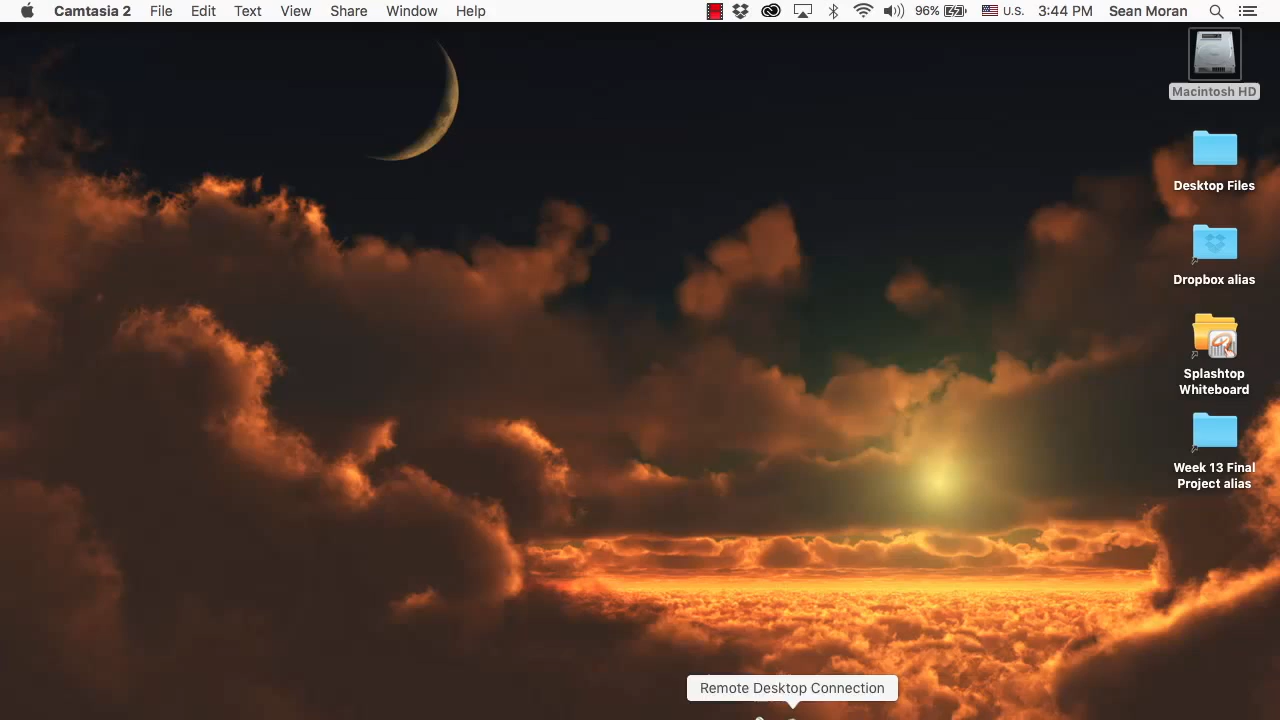 Camtasia 2 File Edit Text View Share Window Help 96% U.S. 3:44 PM Sean Moran
Macintosh HD
Desktop Files
Dropbox alias
Splashtop
Whiteboard
Week 13 Final
Project alias
Remote Desktop Connection